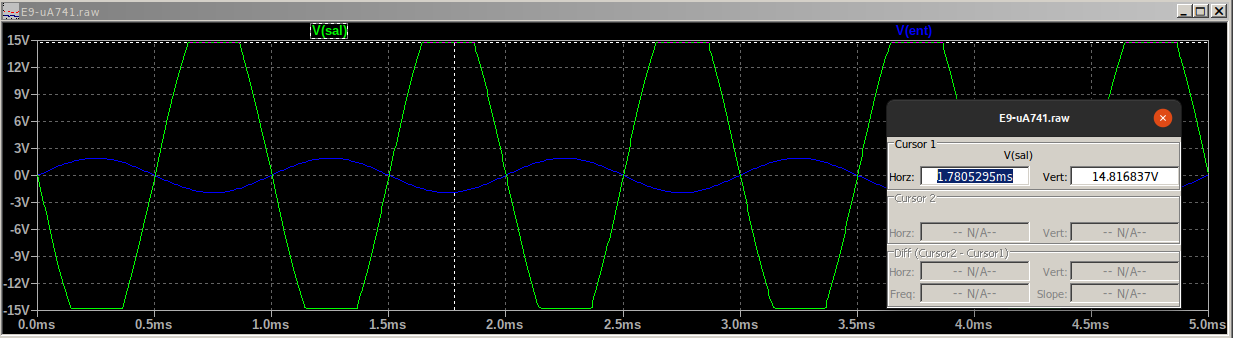 E9-uA741.raw
V(sal) V(ent)
15V
12V
9V
6V
3V
0V
-3V
-6V
-9V
-12V
-15V
0.0ms 0.5ms 1.0ms 1.5ms 2.0ms 2.5ms 3.0ms 3.5ms 4.0ms 4.5ms 5.0ms
E9-uA741.raw
Cursor 1
V(sal)
Horz: 1.7805295ms Vert: 14.816837V
Cursor 2
Horz: -- N/A-- Vert: -- N/A--
Diff (Cursor2 - Cursor1)
Horz: -- N/A-- Vert: -- N/A--
Freq: -- N/A-- Slope: -- N/A--